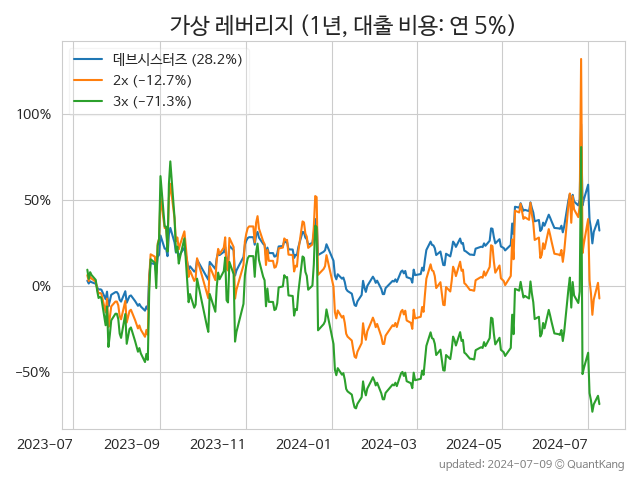 가상 레버리지 (1년, 대출 비용: 연 5%)
데브시스터즈 (28.2%)
2x (−12.7%)
3x (−71.3%)
100%
50%
0%
−50%
2023-07 2023-09 2023-11 2024-01 2024-03 2024-05 2024-07
updated: 2024-07-09 © QuantKang